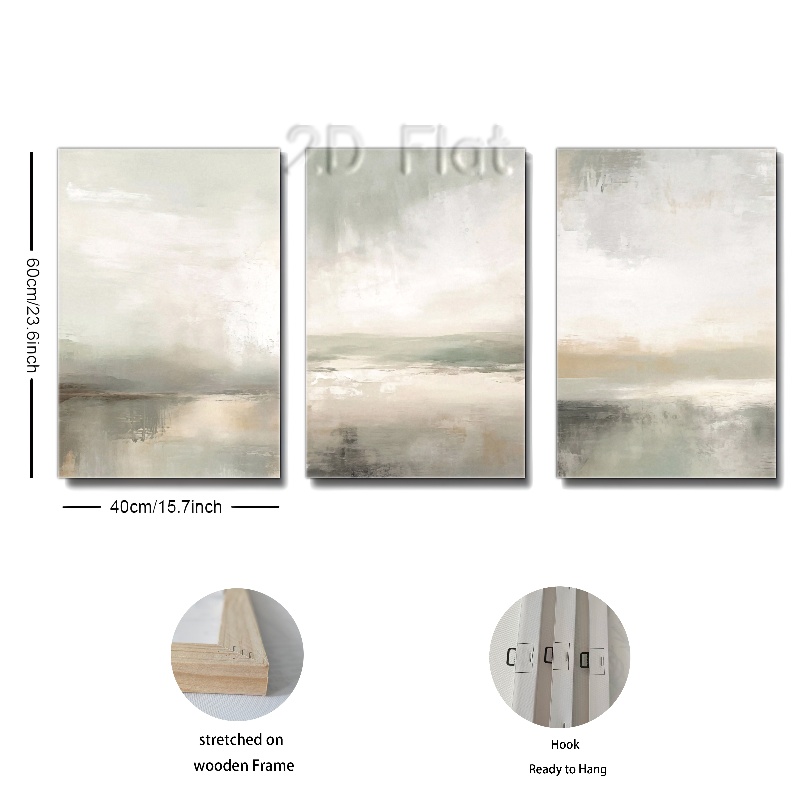 2D Flat
60cm/23.6inch
40cm/15.7inch
stretched on
wooden Frame
Hook
Ready to Hang